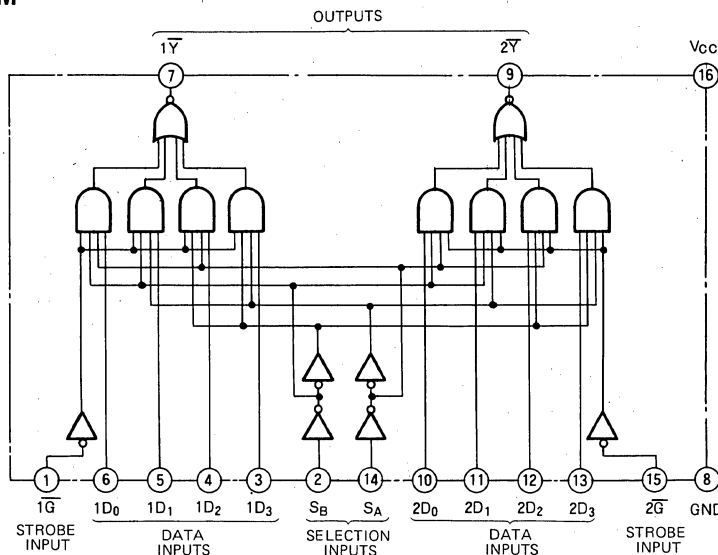 M
OUTPUTS
1Y̅ 2Y̅ VCC
7 9 16
1 6 5 4 3 2 14 10 11 12 13 15 8
1G̅ 1D0 1D1 1D2 1D3 SB SA 2D0 2D1 2D2 2D3 2G̅ GND
STROBE INPUT DATA INPUTS SELECTION INPUTS DATA INPUTS STROBE INPUT